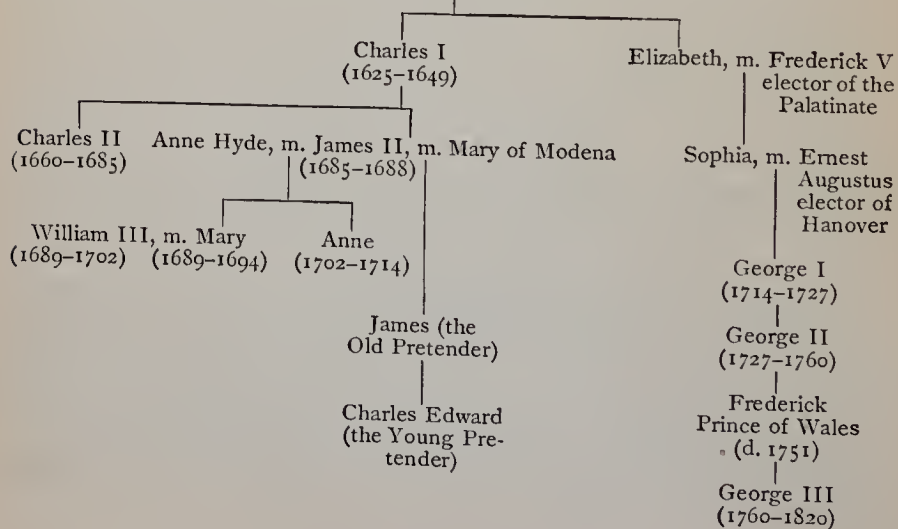 Charles I
(1625–1649)
Elizabeth, m. Frederick V
elector of the
Palatinate
Charles II
(1660–1685)
Anne Hyde, m. James II, m. Mary of Modena
(1685–1688)
Sophia, m. Ernest
Augustus
elector of
Hanover
William III, m. Mary
(1689–1702) (1689–1694)
Anne
(1702–1714)
George I
(1714–1727)
James (the
Old Pretender)
George II
(1727–1760)
Charles Edward
(the Young Pre-
tender)
Frederick
Prince of Wales
(d. 1751)
George III
(1760–1820)